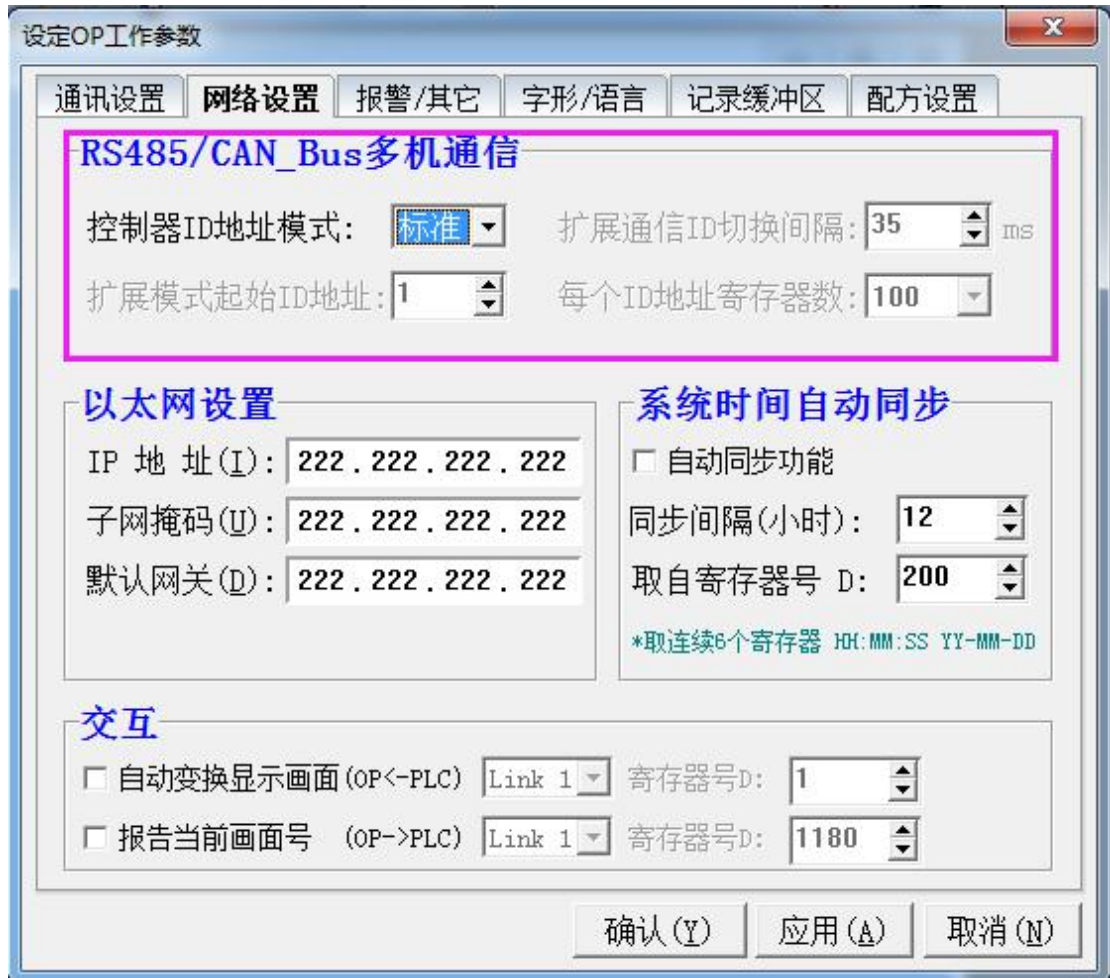 设定OP工作参数
通讯设置 网络设置 报警/其它 字形/语言 记录缓冲区 配方设置
RS485/CAN_Bus多机通信
控制器ID地址模式: 标准 扩展通信ID切换间隔: 35 ms
扩展模式起始ID地址: 1 每个ID地址寄存器数: 100
以太网设置
IP 地 址(I): 222 . 222 . 222 . 222
子网掩码(U): 222 . 222 . 222 . 222
默认网关(D): 222 . 222 . 222 . 222
系统时间自动同步
自动同步功能
同步间隔(小时): 12
取自寄存器号 D: 200
*取连续6个寄存器 HH:MM:SS YY-MM-DD
交互
自动变换显示画面(OP<-PLC) Link 1 寄存器号D: 1
报告当前画面号 (OP->PLC) Link 1 寄存器号D: 1180
确认(Y) 应用(A) 取消(N)